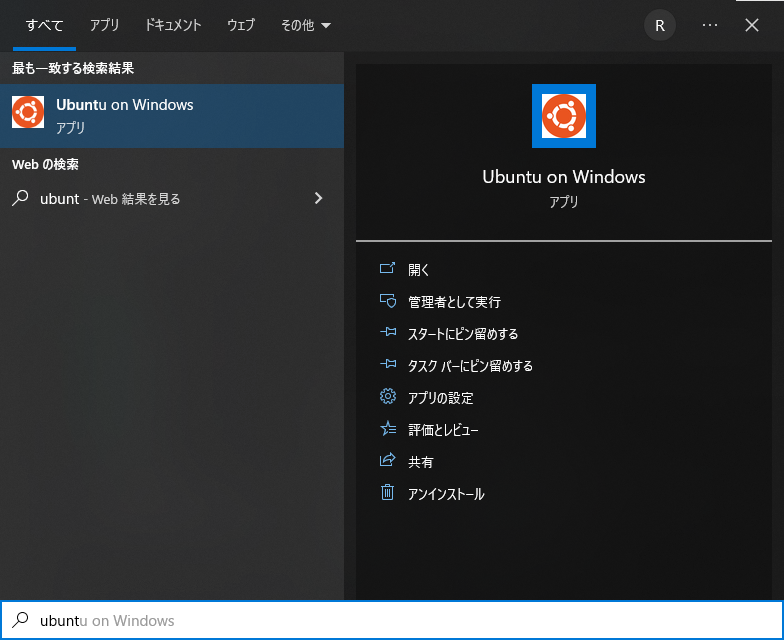 すべて アプリ ドキュメント ウェブ その他 R
最も一致する検索結果
Ubuntu on Windows
アプリ
Web の検索
ubunt - Web 結果を見る
Ubuntu on Windows
アプリ
開く
管理者として実行
スタートにピン留めする
タスク バーにピン留めする
アプリの設定
評価とレビュー
共有
アンインストール
ubuntu on Windows